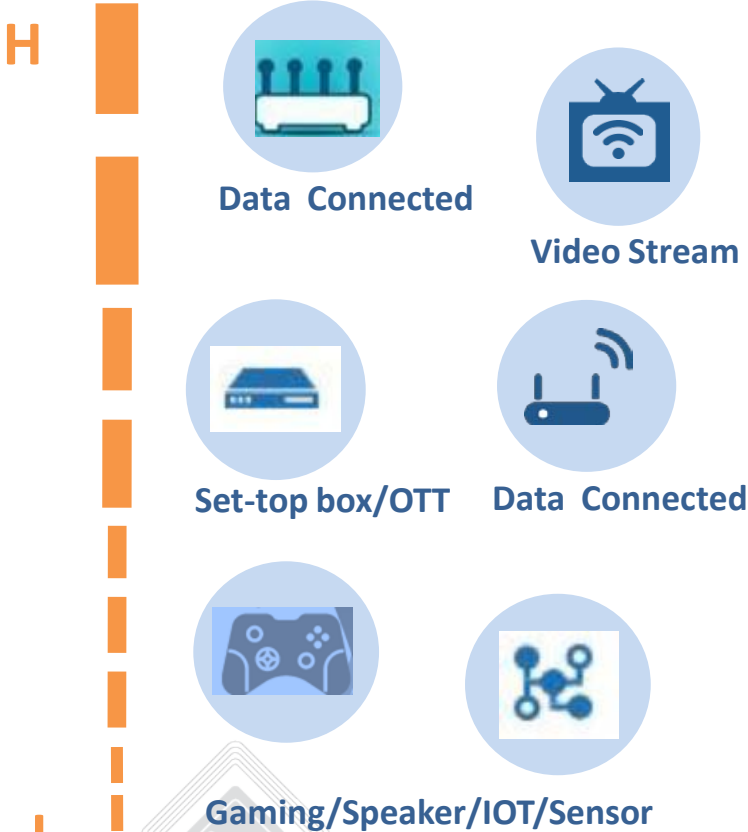 H
Data Connected
Video Stream
Set-top box/OTT
Data Connected
Gaming/Speaker/IOT/Sensor